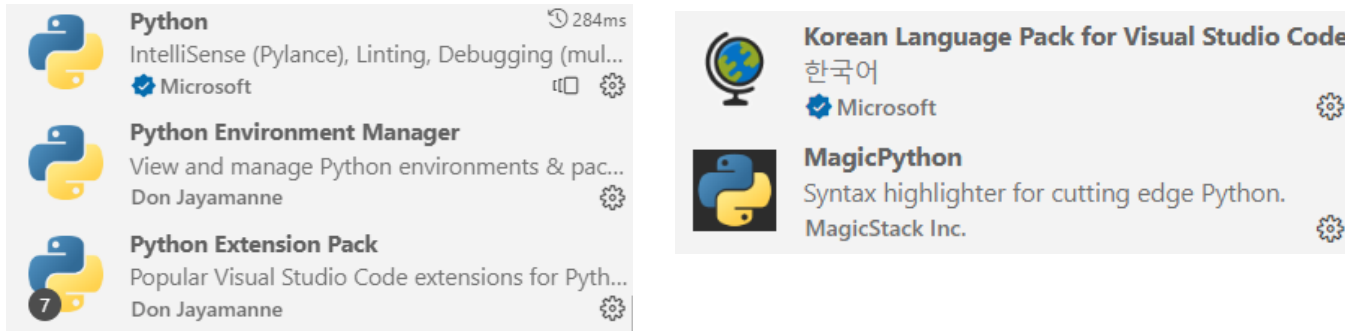 Python 284ms
IntelliSense (Pylance), Linting, Debugging (mul...
Microsoft
Python Environment Manager
View and manage Python environments & pac...
Don Jayamanne
Python Extension Pack
Popular Visual Studio Code extensions for Pyth...
7
Don Jayamanne
Korean Language Pack for Visual Studio Code
한국어
Microsoft
MagicPython
Syntax highlighter for cutting edge Python.
MagicStack Inc.